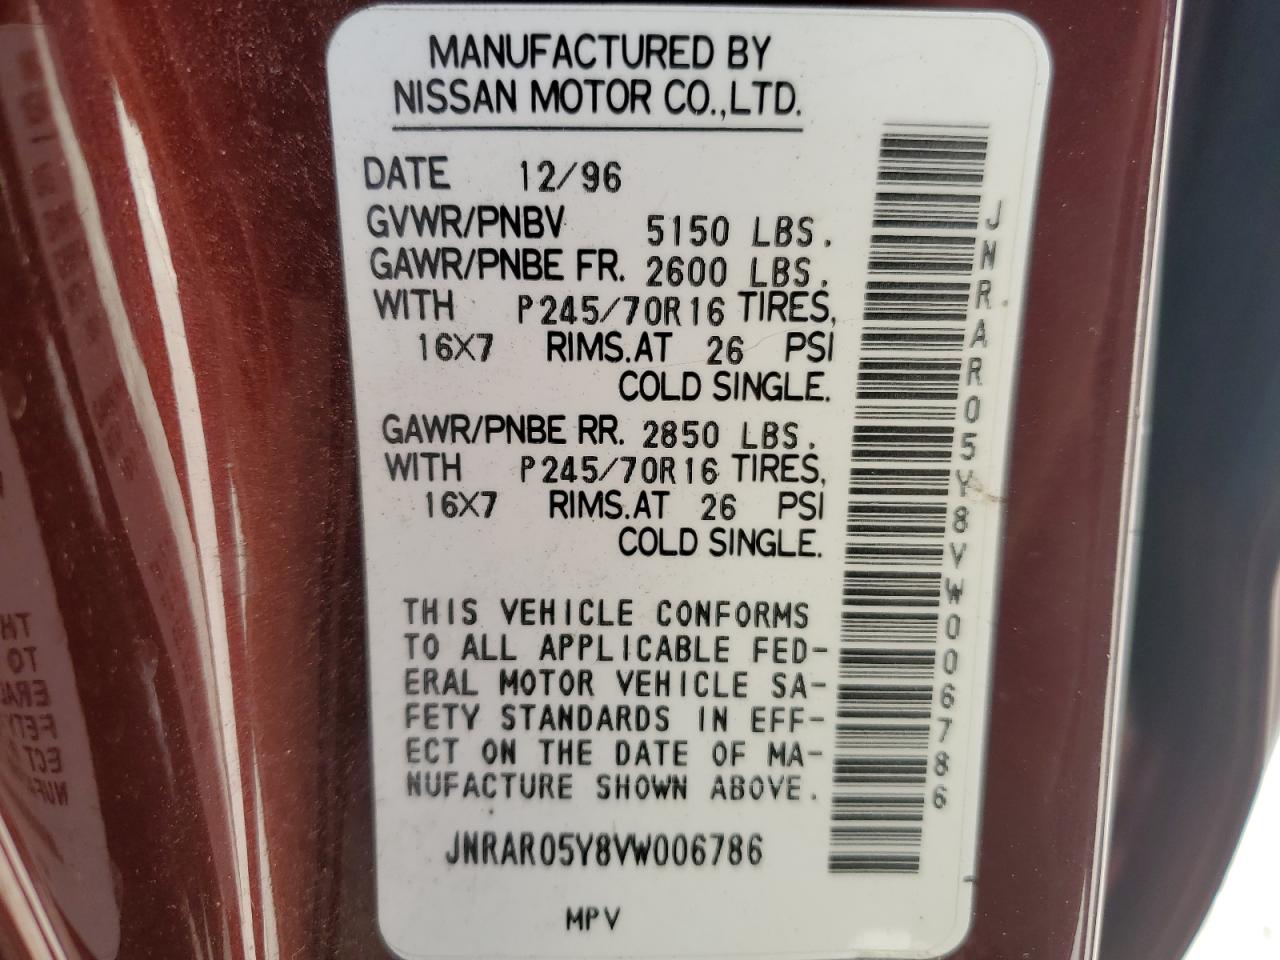 MANUFACTURED BY
NISSAN MOTOR CO.,LTD.
DATE 12/96
GVWR/PNBV 5150 LBS.
GAWR/PNBE FR. 2600 LBS.
WITH P245/70R16 TIRES,
16X7 RIMS.AT 26 PSI
COLD SINGLE.
GAWR/PNBE RR. 2850 LBS.
WITH P245/70R16 TIRES,
16X7 RIMS.AT 26 PSI
COLD SINGLE.
THIS VEHICLE CONFORMS
TO ALL APPLICABLE FED-
ERAL MOTOR VEHICLE SA-
FETY STANDARDS IN EFF-
ECT ON THE DATE OF MA-
NUFACTURE SHOWN ABOVE.
JNRAR05Y8VW006786
MPV
JNRAR05Y8VW006786